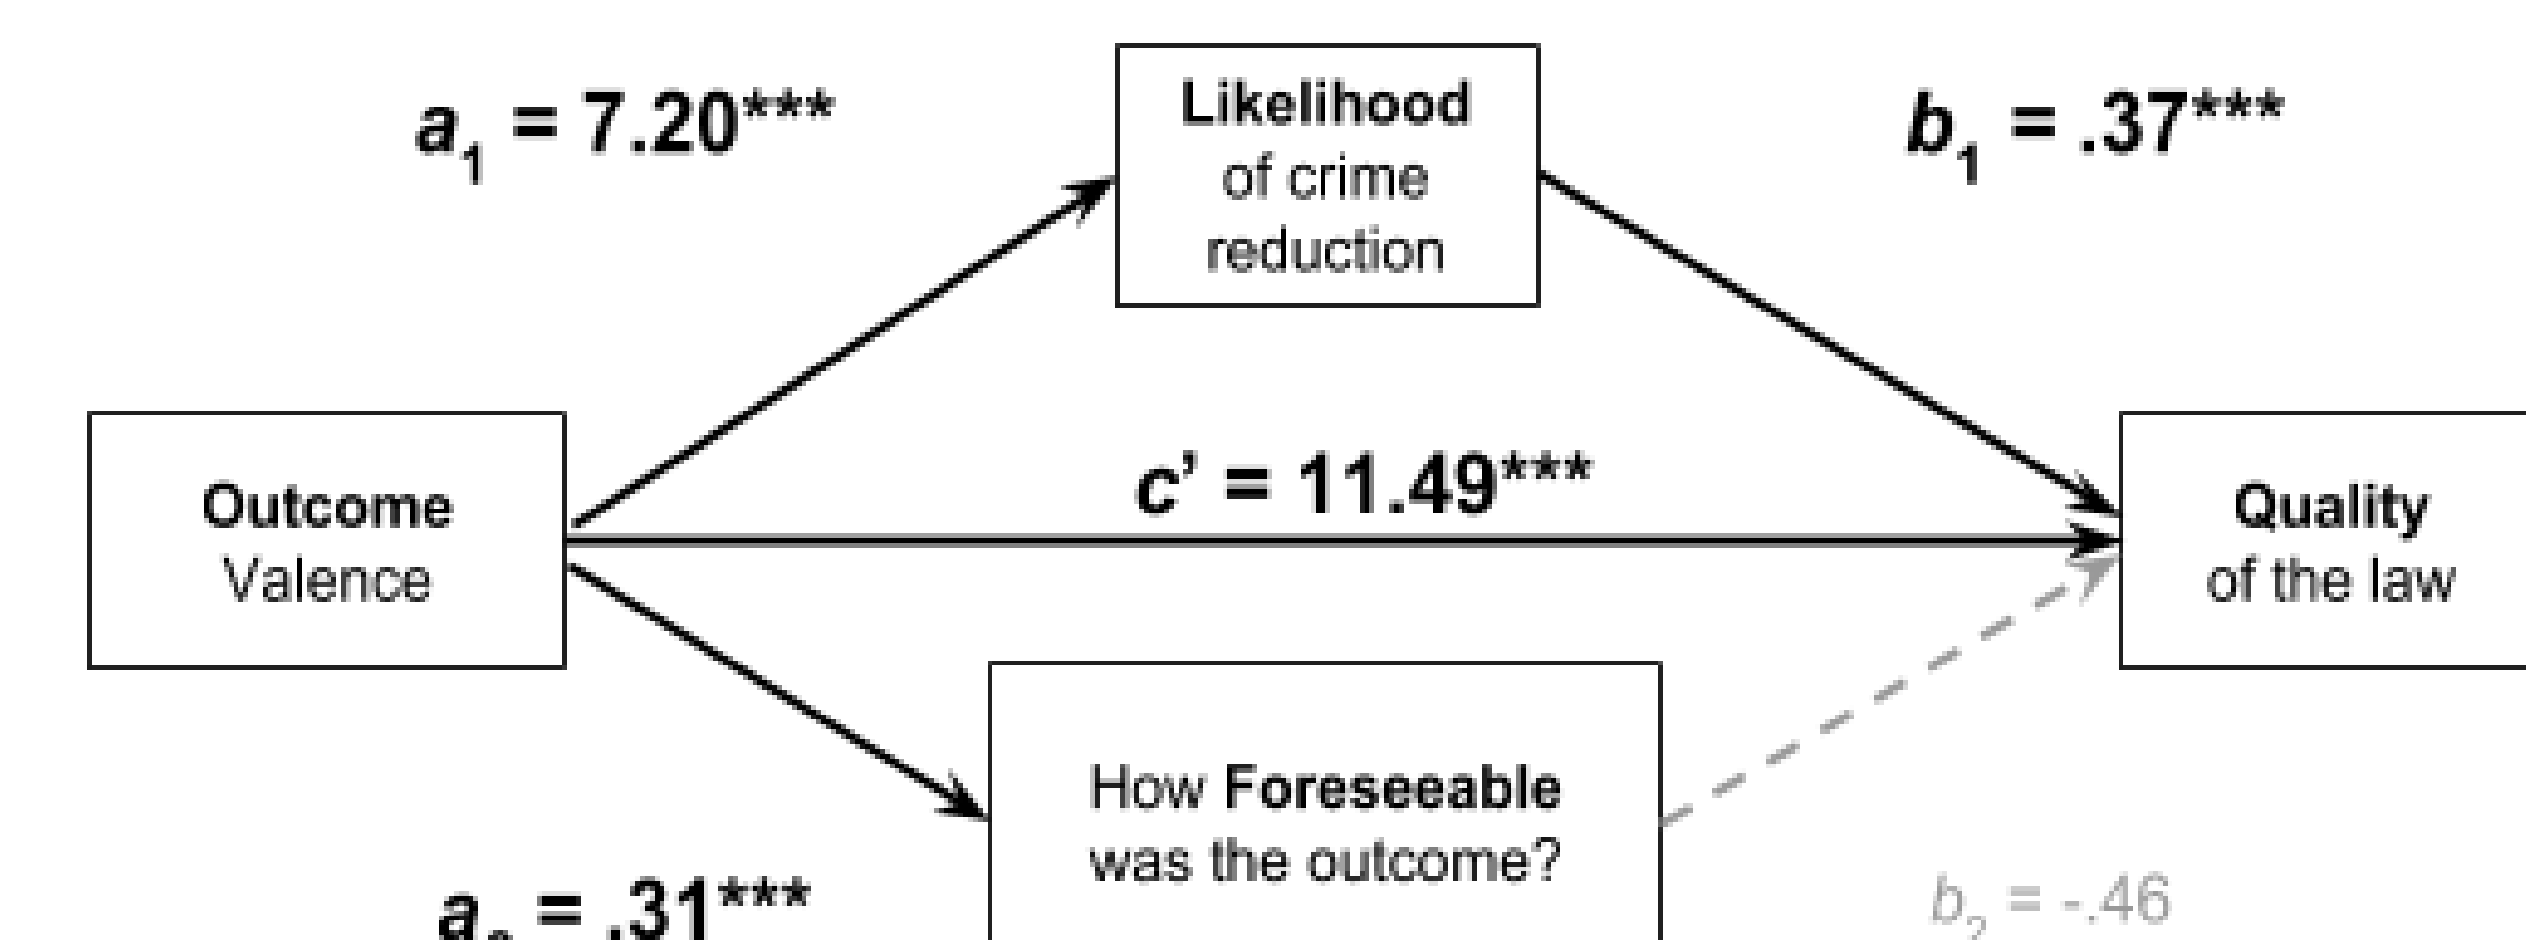 a₁ = 7.20***
Likelihood
of crime
reduction
b₁ = .37***
c’ = 11.49***
Outcome
Valence
Quality
of the law
How Foreseeable
was the outcome?
a₂ = .31***
b₂ = -.46